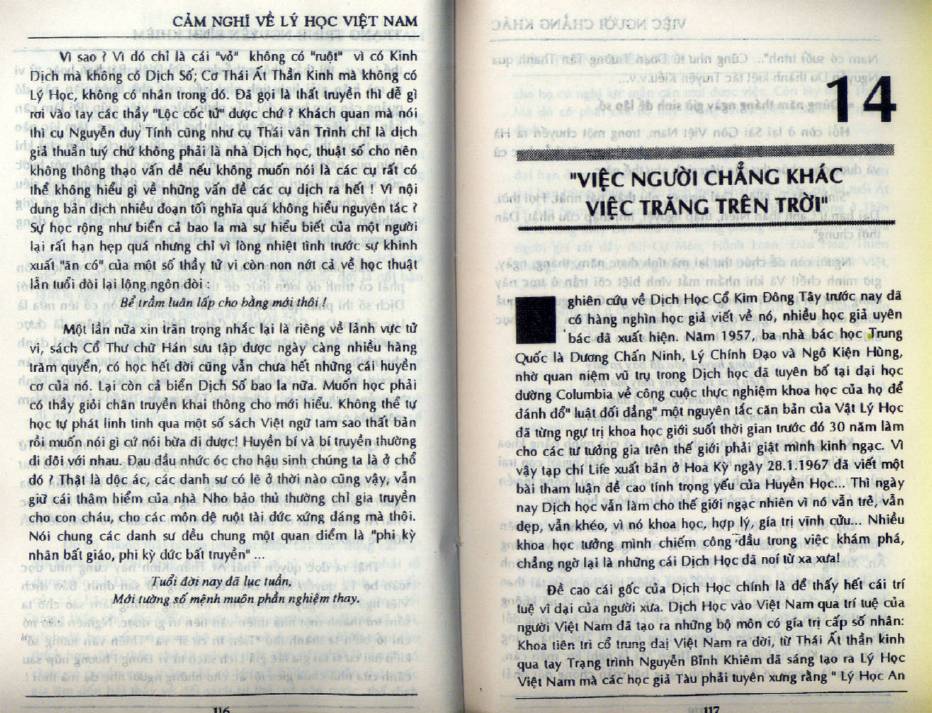 CẢM NGHĨ VỀ LÝ HỌC VIỆT NAM
Vì sao ? Vì đó chỉ là cái "vỏ" không có "ruột" vì có Kinh
Dịch mà không có Dịch Số; Cơ Thái Ất Thần Kinh mà không có
Lý Học, không có nhân trong đó. Đã gọi là thất truyền thì dễ gì
rơi vào tay các thầy "Lộc cốc tử" được chứ ? Khách quan mà nói
thì cụ Nguyễn duy Tính cũng như cụ Thái văn Trình chỉ là dịch
giả thuần tuý chứ không phải là Nhà Dịch học, thuật số cho nên
không thông thạo vấn đề nếu không muốn nói là các cụ rất có
thể không hiểu gì về những vấn đề các cụ dịch ra hết ! Vì nội
dung bản dịch nhiều đoạn tối nghĩa quá không hiểu nguyên tác ?
Sự học rộng như biển cả bao la mà sự hiểu biết của một người
lại rất hạn hẹp quá nhưng chỉ vì lòng nhiệt tình trước sự khinh
xuất "ăn có" của một số thầy tử vi còn non nớt cả về học thuật
lẫn tuổi đời lại lộng ngôn đòi :
Bể trầm luân lấp cho bằng mới thôi !
Một lần nữa xin trân trọng nhắc lại là riêng về lãnh vực tử
vi, sách Cổ Thư chữ Hán sưu tập được ngày càng nhiều hàng
trăm quyển, có học hết đời cũng vẫn chưa hết những cái huyền
cơ của nó. Lại còn cả biển Dịch Số bao la nữa. Muốn học phải
có thầy giỏi chân truyền khai thông cho mới hiểu. Không thể tự
học tự phát linh tinh qua một số sách Việt ngữ tam sao thất bản
rồi muốn nói gì cứ nói bừa đi được! Huyền bí và bí truyền thường
đi đôi với nhau. Đau đầu nhức óc cho hậu sinh chúng ta là ở chỗ
đó ? Thật là độc ác, các danh sư có lẽ ở thời nào cũng vậy, vẫn
giữ cái thâm hiểm của nhà Nho bảo thủ thường chỉ gia truyền
cho con cháu, cho các môn đệ ruột tài đức xứng đáng mà thôi.
Nói chung các danh sư đều chung một quan điểm là "phi kỳ
nhân bất giáo, phi kỳ đức bất truyền" ...
Tuổi đời nay đã lục tuần,
Mới tường số mệnh muôn phần nghiệm thay.
116
14
"VIỆC NGƯỜI CHẲNG KHÁC
VIỆC TRĂNG TRÊN TRỜI"
ghiên cứu về Dịch Học Cổ Kim Đông Tây trước nay đã
có hàng nghìn học giả viết về nó, nhiều học giả uyên
bác đã xuất hiện. Năm 1957, ba nhà bác học Trung
Quốc là Dương Chấn Ninh, Lý Chính Đạo và Ngô Kiện Hùng,
nhờ quan niệm vũ trụ trong Dịch học đã tuyên bố tại đại học
đường Columbia về công cuộc thực nghiệm khoa học của họ để
đánh đổ" luật đối đẳng" một nguyên tắc căn bản của Vật Lý Học
đã từng ngự trị khoa học giới suốt thời gian trước đó 30 năm làm
cho các tư tưởng gia trên thế giới phải giật mình kinh ngạc. Vì
vậy tạp chí Life xuất bản ở Hoa Kỳ ngày 28.1.1967 đã viết một
bài tham luận đề cao tính trọng yếu của Huyền Học... Thì ngày
nay Dịch học vẫn làm cho thế giới ngạc nhiên vì nó vẫn trẻ, vẫn
đẹp, vẫn khéo, vì nó khoa học, hợp lý, gía trị vĩnh cửu... Nhiều
khoa học tưởng mình chiếm công đầu trong việc khám phá,
chẳng ngờ lại là những cái Dịch Học đã nơi từ xa xưa!
Đề cao cái gốc của Dịch Học chính là để thấy hết cái trí
tuệ vĩ dại của người xưa. Dịch Học vào Việt Nam qua trí tuệ của
người Việt Nam đã tạo ra những bộ môn có gía trị cấp số nhân:
Khoa tiên tri cổ trung dại Việt Nam ra đời, từ Thái Ất thần kinh
qua tay Trạng trình Nguyễn Bỉnh Khiêm đã sáng lạo ra Lý Học
Việt Nam mà các học giả Tàu phải tuyên xưng rằng " Lý Học An
117